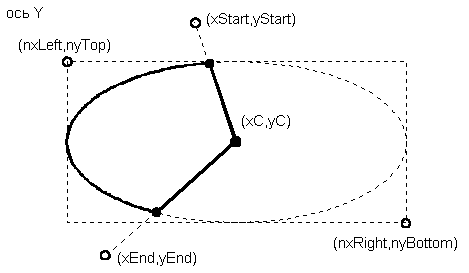 ось Y
(xStart,yStart)
(nxLeft,nyTop)
(xC,yC)
(nxRight,nyBottom)
(xEnd,yEnd)